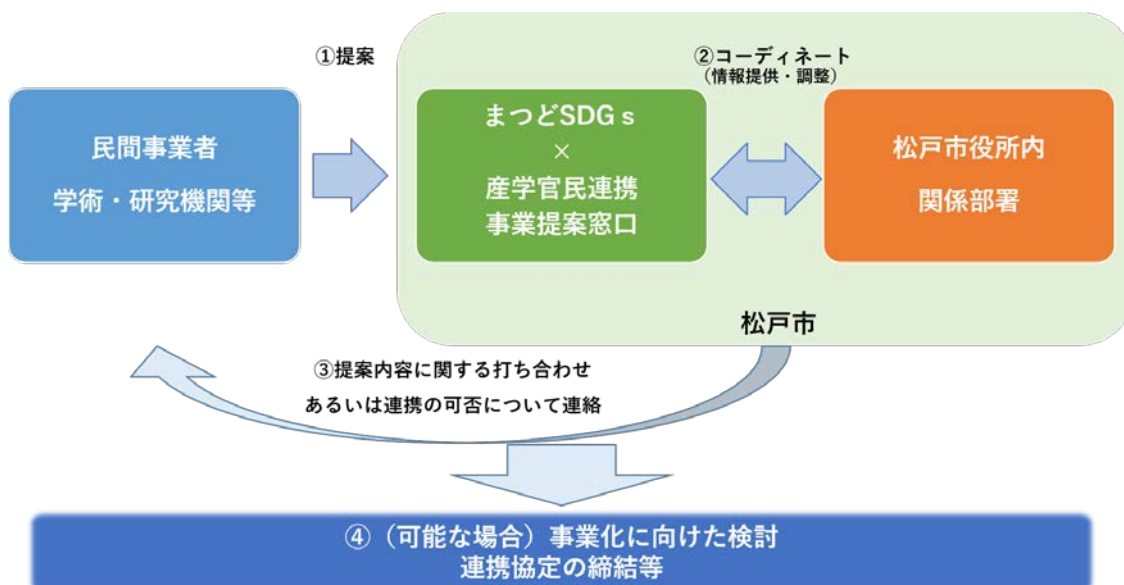 ①提案
②コーディネート
（情報提供・調整）
民間事業者
学術・研究機関等
まつどSDGｓ
×
産学官民連携
事業提案窓口
松戸市役所内
関係部署
松戸市
③提案内容に関する打ち合わせ
あるいは連携の可否について連絡
④（可能な場合）事業化に向けた検討
連携協定の締結等